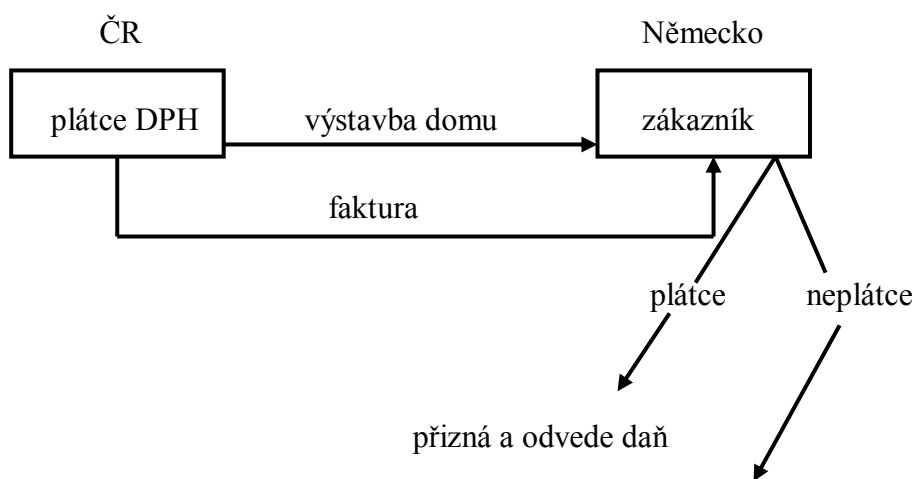 ČR
Německo
plátce DPH
výstavba domu
zákazník
faktura
plátce
neplátce
přizná a odvede daň